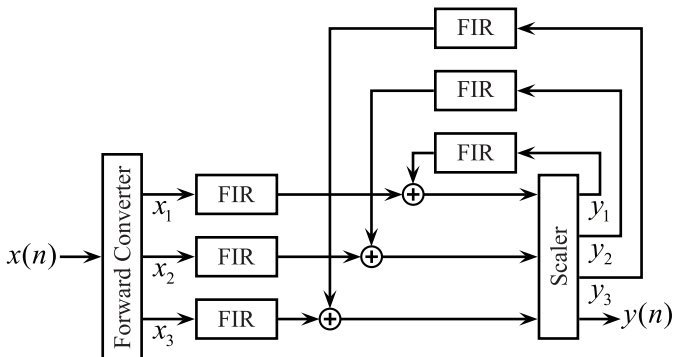 FIR
FIR
FIR
Forward Converter
x(n)
x1
FIR
x2
FIR
x3
FIR
+
+
+
Scaler
y1
y2
y3
y(n)